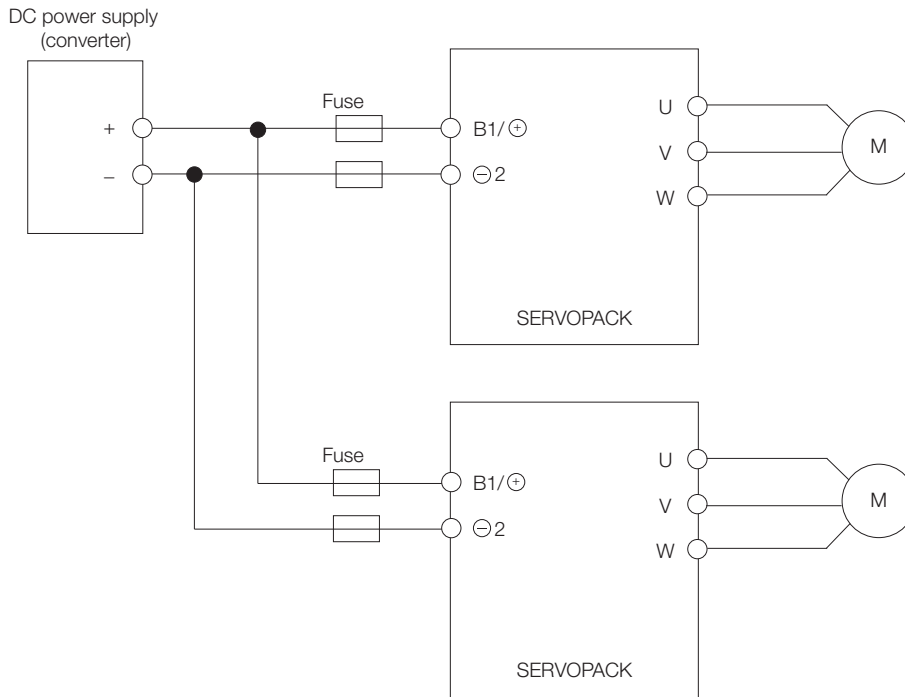 DC power supply
(converter)
+
−
Fuse
B1/⊕
⊖2
U
V
W
M
SERVOPACK
Fuse
B1/⊕
⊖2
U
V
W
M
SERVOPACK